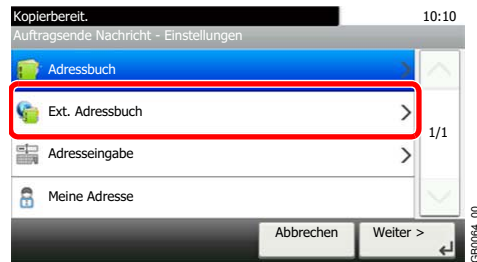 Kopierbereit. 10:10
Auftragsende Nachricht - Einstellungen
Adressbuch
Ext. Adressbuch
1/1
Adresseingabe
Meine Adresse
Abbrechen Weiter >
GB0064_00